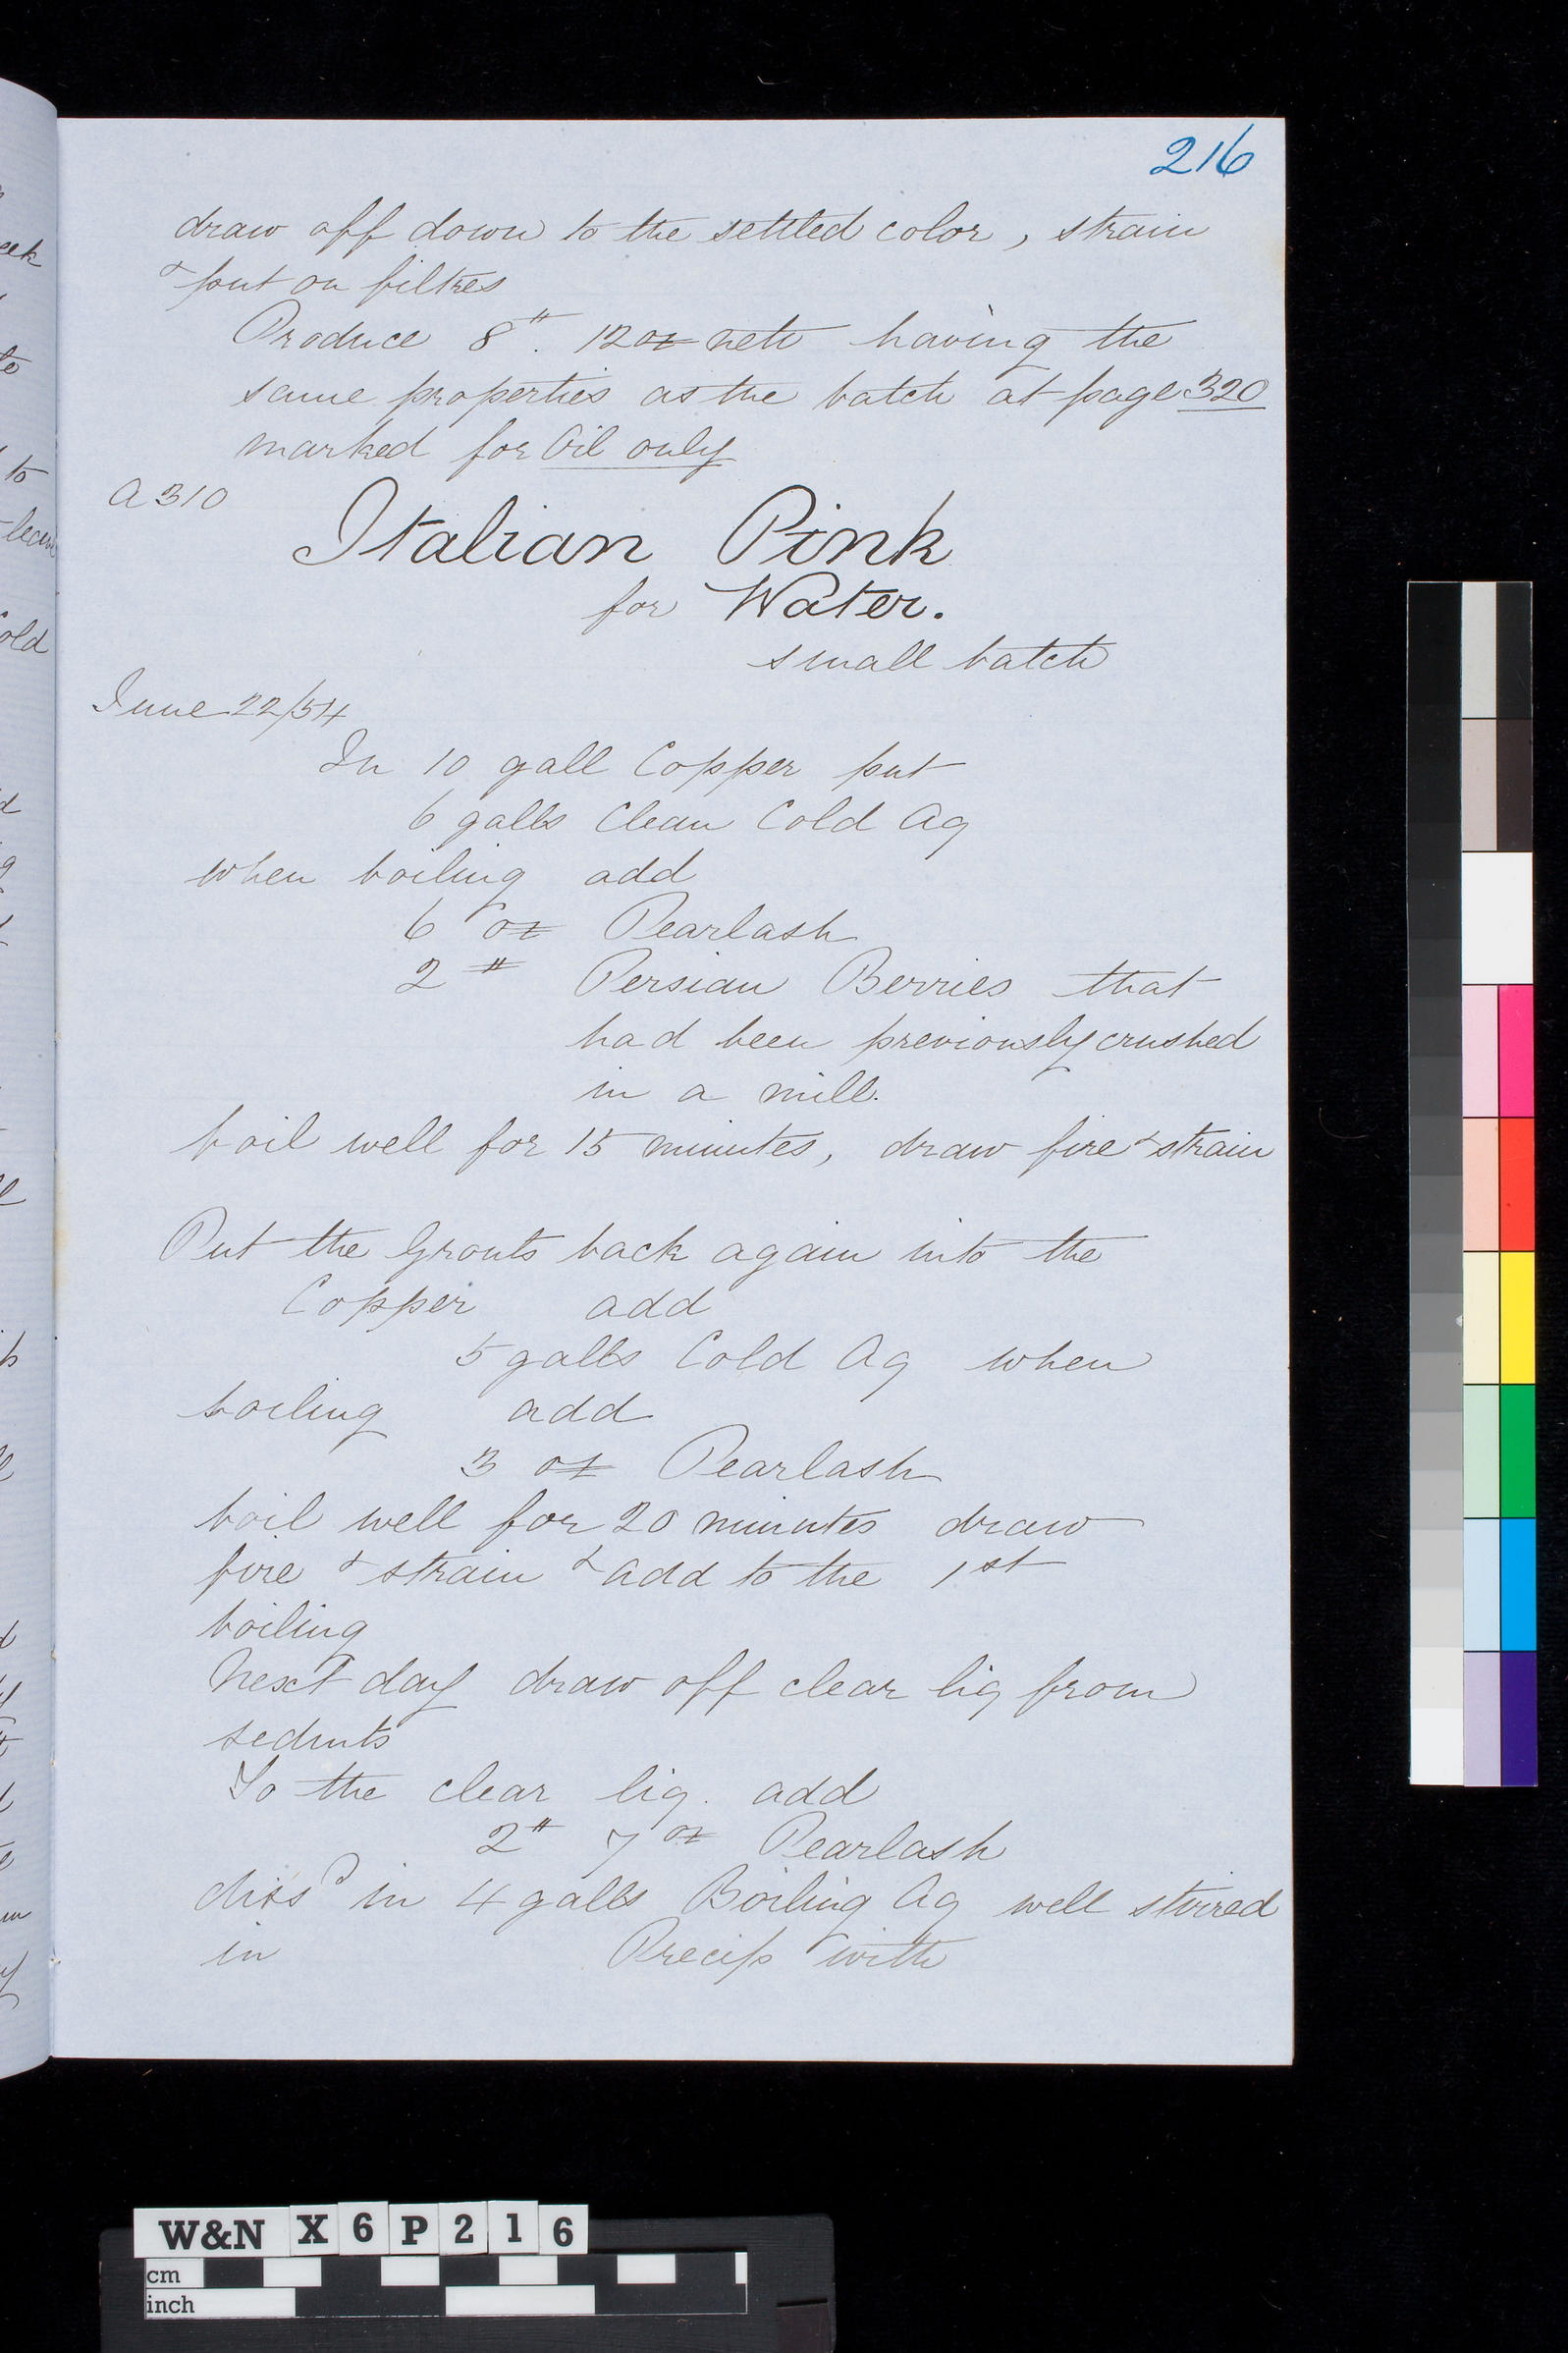 216
draw off down to the settled color, strain
& put on filtres
Produce 8 ". 12 oz nett having the
same properties as the batch at page 320
marked for Oil only
A 310
Italian Pink
for Water.
small batch
June 22/54
In 10 gall Copper put
6 galls Clean Cold Aq
when boiling add
6 oz Pearlash
2 " Persian Berries that
had been previously crushed
in a mill.
boil well for 15 minutes, draw fire & strain
Put the Grouts back again into the
Copper add
5 galls Cold Aq when
boiling add
3 oz Pearlash
boil well for 20 minutes draw
fire & strain & add to the 1st
boiling
Next day draw off clear liq from
sedmts
To the clear liq. add
2 " 7 oz Pearlash
dissd in 4 galls Boiling Aq well stirred
in Precip with
W&N X 6 P 2 1 6
cm
inch